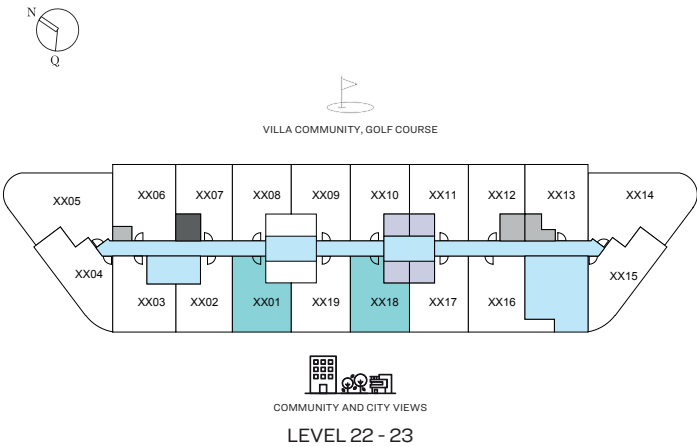 N
Q
VILLA COMMUNITY, GOLF COURSE
XX05
XX06
XX07
XX08
XX09
XX10
XX11
XX12
XX13
XX14
XX04
XX03
XX02
XX01
XX19
XX18
XX17
XX16
XX15
COMMUNITY AND CITY VIEWS
LEVEL 22 - 23